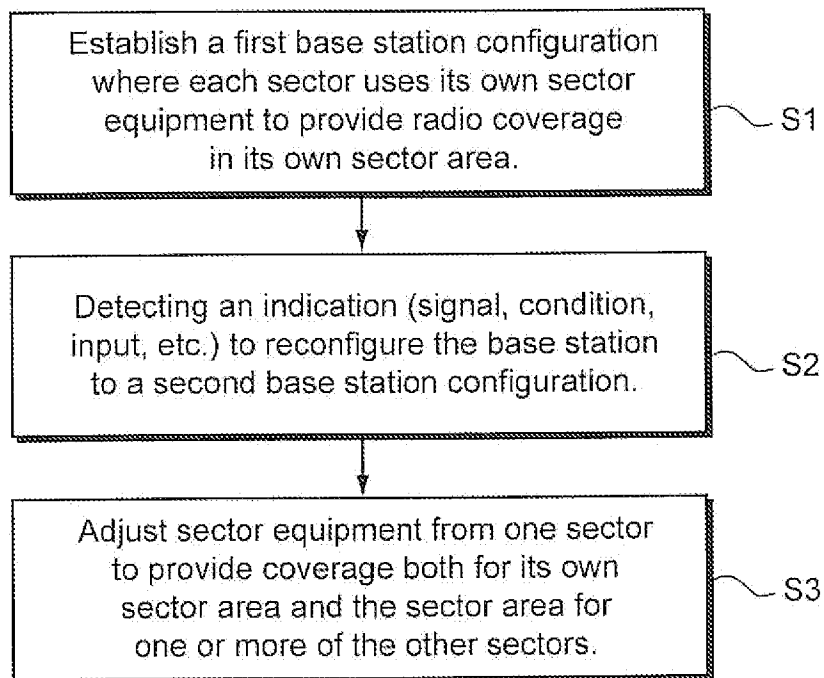 Establish a first base station configuration
where each sector uses its own sector
equipment to provide radio coverage
in its own sector area.
S1
Detecting an indication (signal, condition,
input, etc.) to reconfigure the base station
to a second base station configuration.
S2
Adjust sector equipment from one sector
to provide coverage both for its own
sector area and the sector area for
one or more of the other sectors.
S3